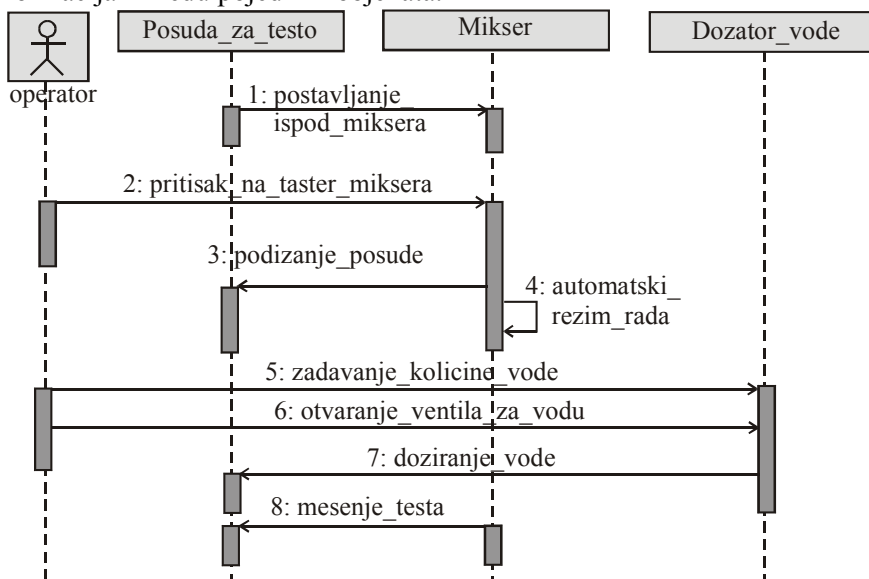 Posuda_za_testo
Mikser
Dozator_vode
operator
1: postavljanje_
ispod_miksera
2: pritisak_na_taster_miksera
3: podizanje_posude
4: automatski_
rezim_rada
5: zadavanje_kolicine_vode
6: otvaranje_ventila_za_vodu
7: doziranje_vode
8: mesenje_testa